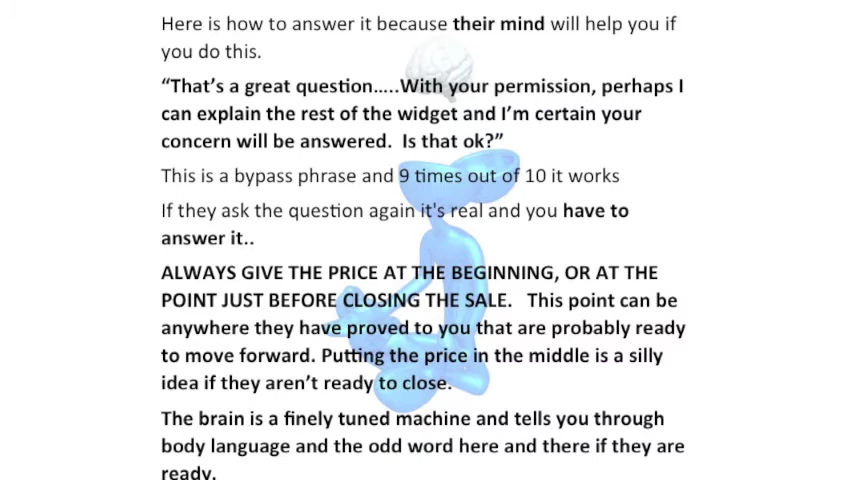 Here is how to answer it because their mind will help you if
you do this.
“That’s a great question…..With your permission, perhaps I
can explain the rest of the widget and I’m certain your
concern will be answered.  Is that ok?”
This is a bypass phrase and 9 times out of 10 it works
If they ask the question again it's real and you have to
answer it..
ALWAYS GIVE THE PRICE AT THE BEGINNING, OR AT THE
POINT JUST BEFORE CLOSING THE SALE.   This point can be
anywhere they have proved to you that are probably ready
to move forward. Putting the price in the middle is a silly
idea if they aren’t ready to close.
The brain is a finely tuned machine and tells you through
body language and the odd word here and there if they are
ready.